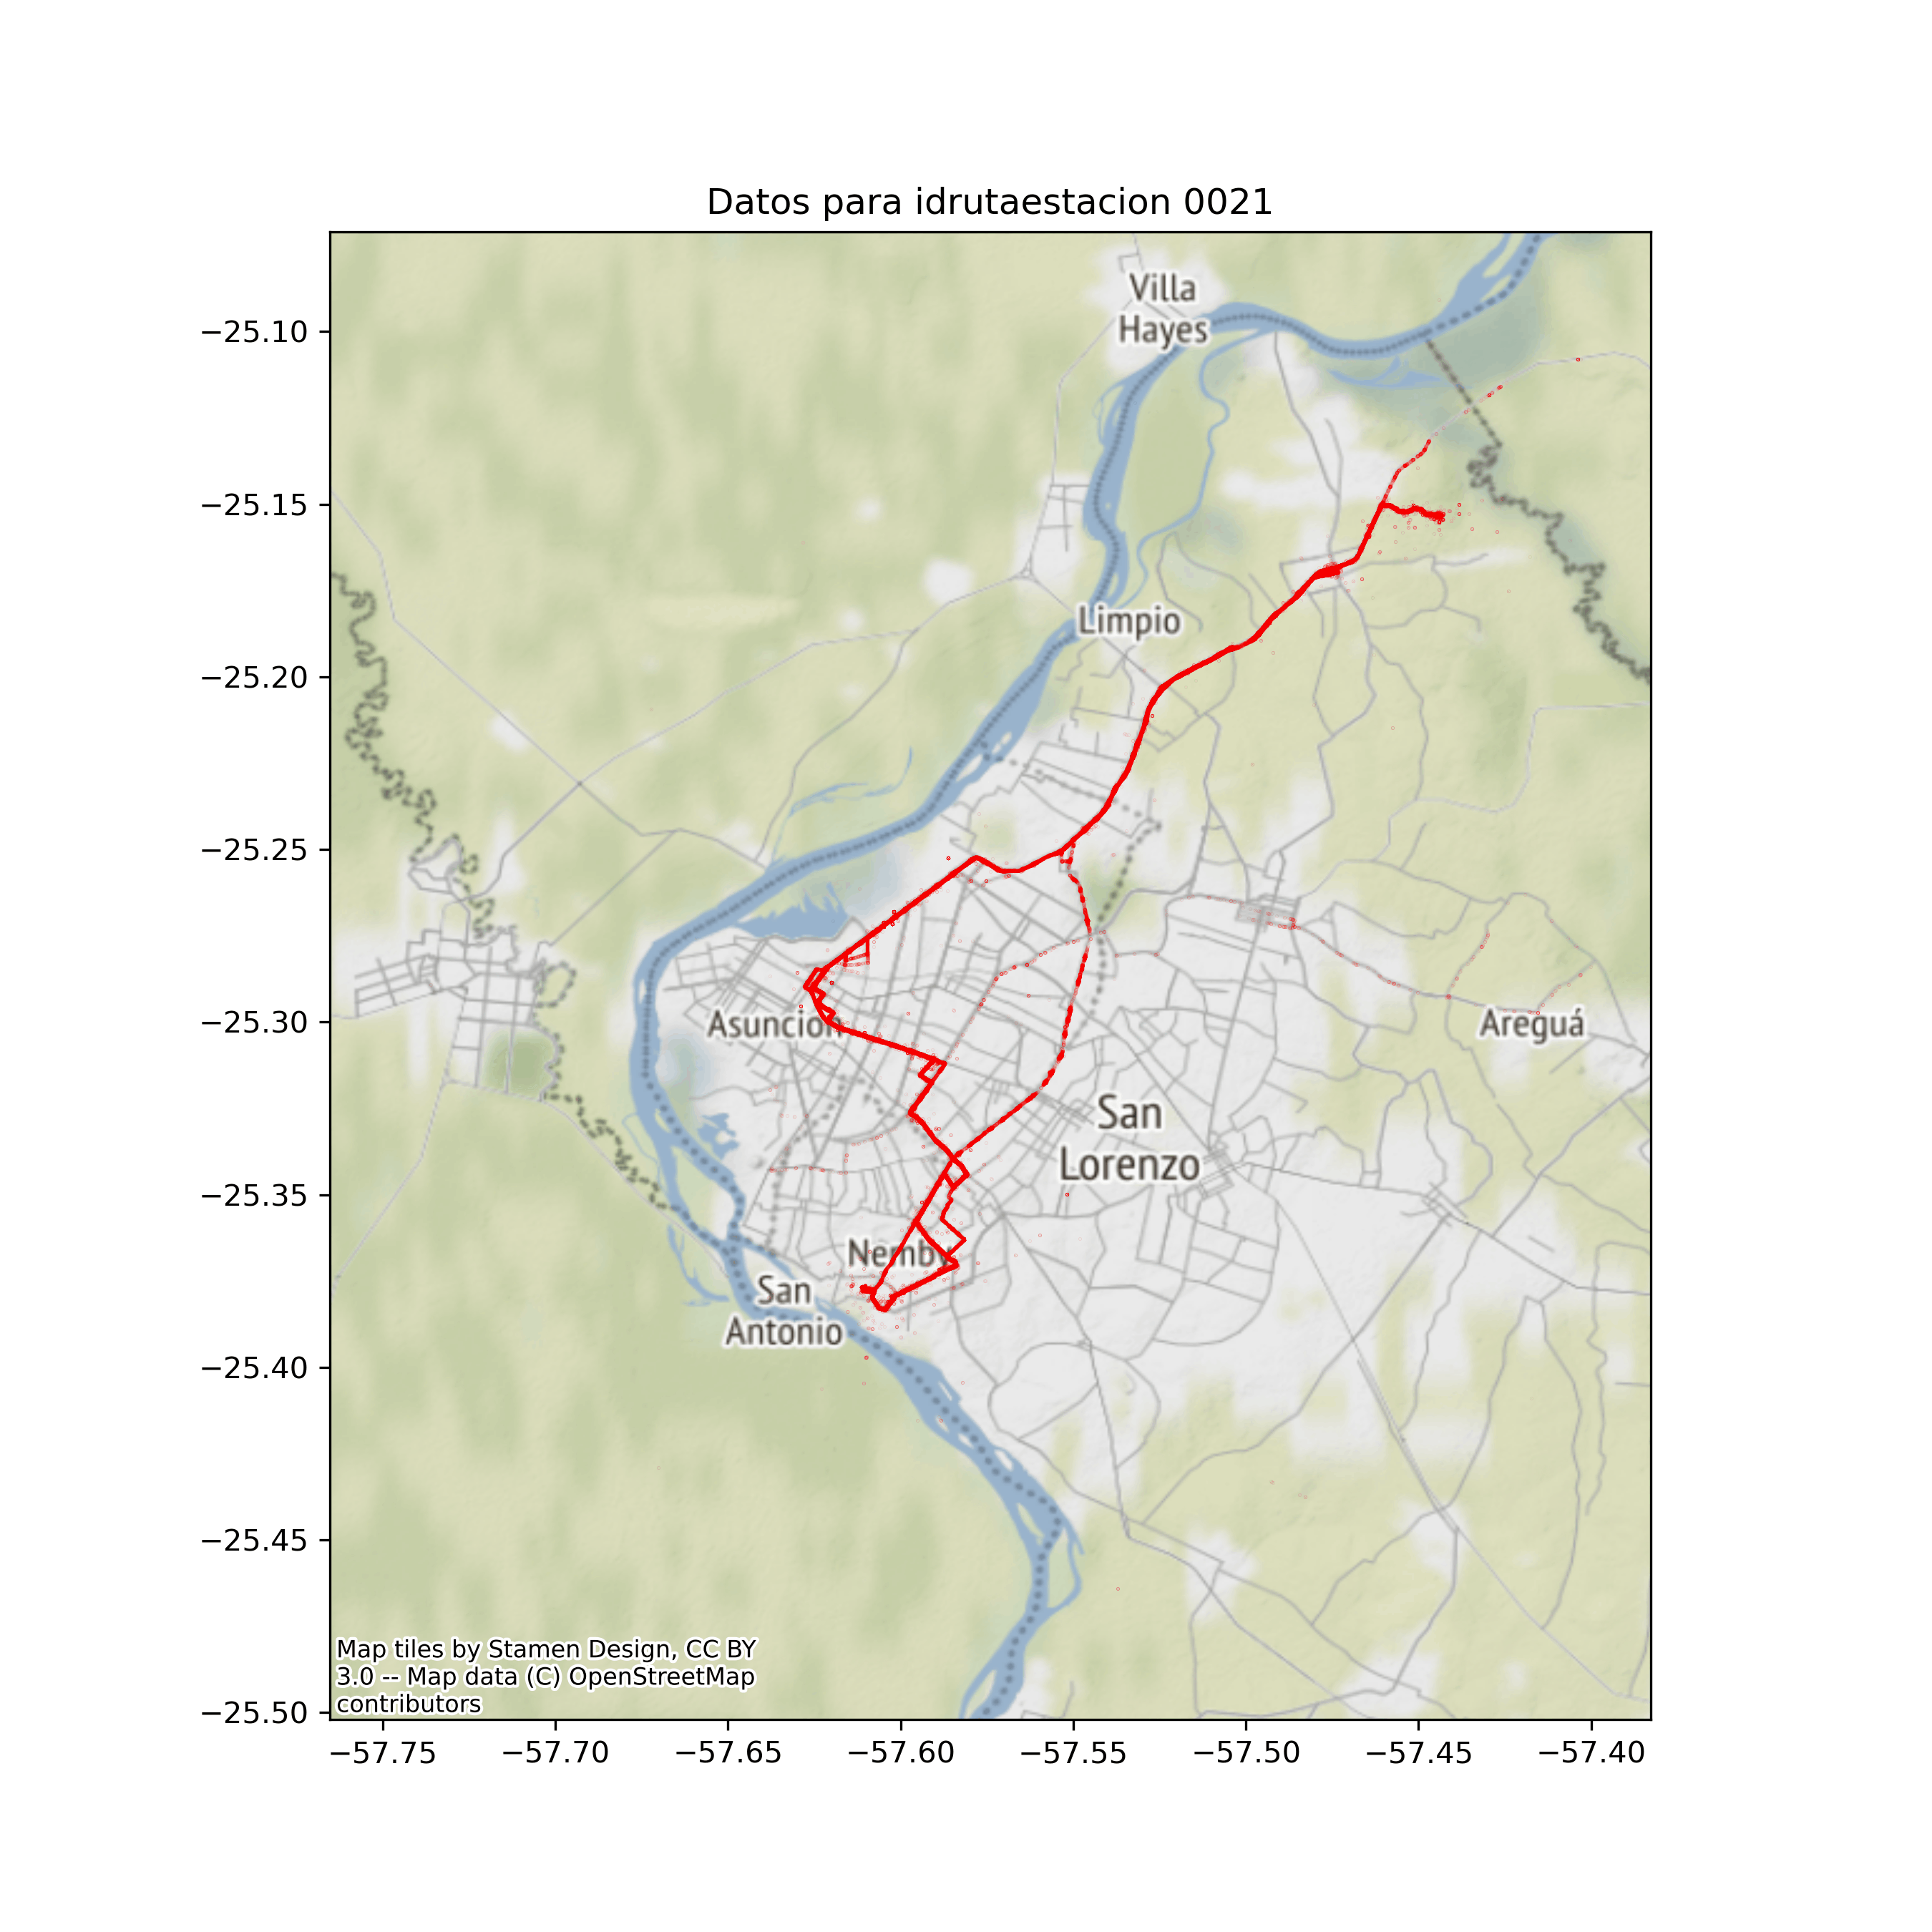 Datos para idrutaestacion 0021
Villa
Hayes
−25.10
−25.15
Limpio
−25.20
−25.25
−25.30
Asuncion
Areguá
San
Lorenzo
−25.35
Nemby
San
Antonio
−25.40
−25.45
Map tiles by Stamen Design, CC BY
3.0 -- Map data (C) OpenStreetMap
contributors
−25.50
−57.75 −57.70 −57.65 −57.60 −57.55 −57.50 −57.45 −57.40